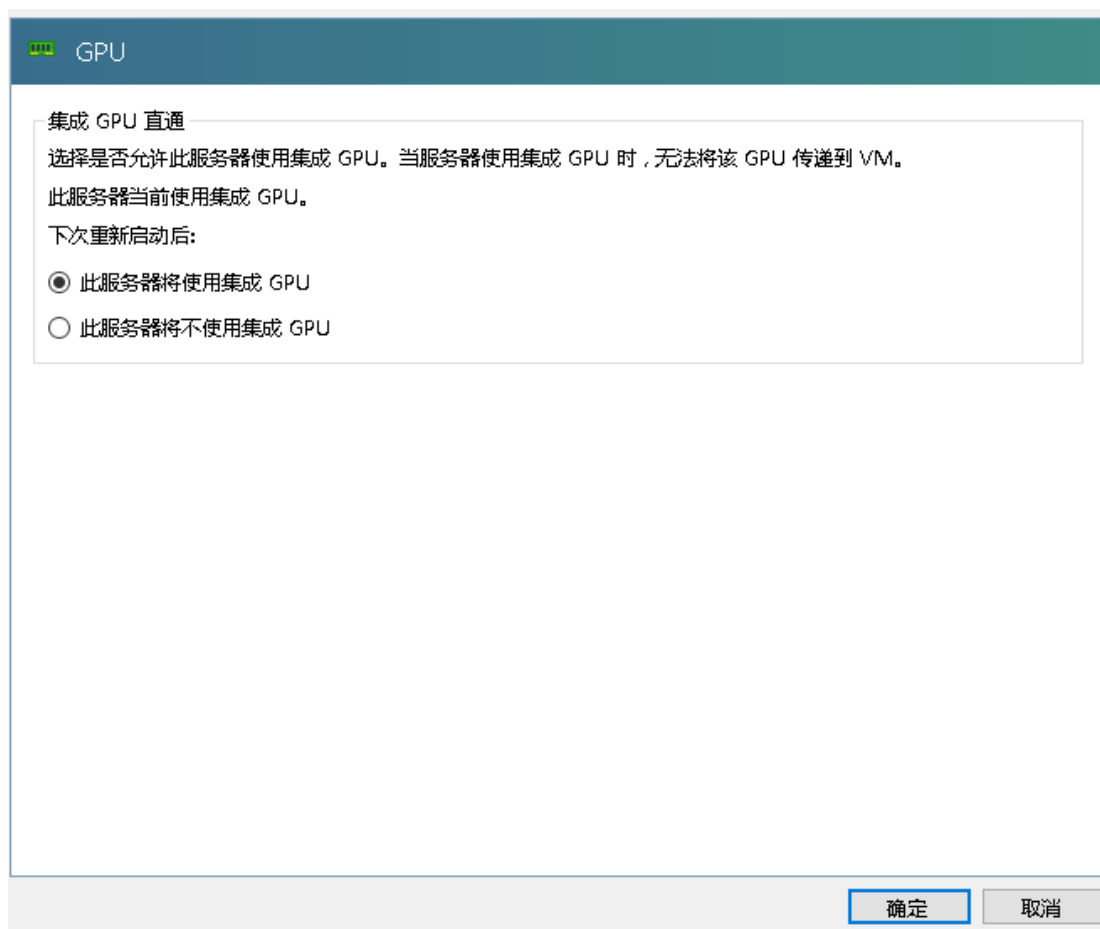 GPU
集成 GPU 直通
选择是否允许此服务器使用集成 GPU。当服务器使用集成 GPU 时，无法将该 GPU 传递到 VM。
此服务器当前使用集成 GPU。
下次重新启动后:
此服务器将使用集成 GPU
此服务器将不使用集成 GPU
确定
取消